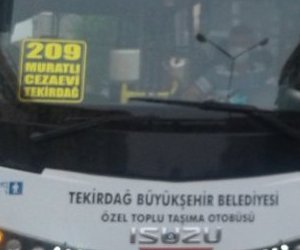 209
MURATLI
CEZAEVİ
TEKİRDAĞ
TEKİRDAĞ BÜYÜKŞEHİR BELEDİYESİ
ÖZEL TOPLU TAŞIMA OTOBÜSÜ
ISUZU